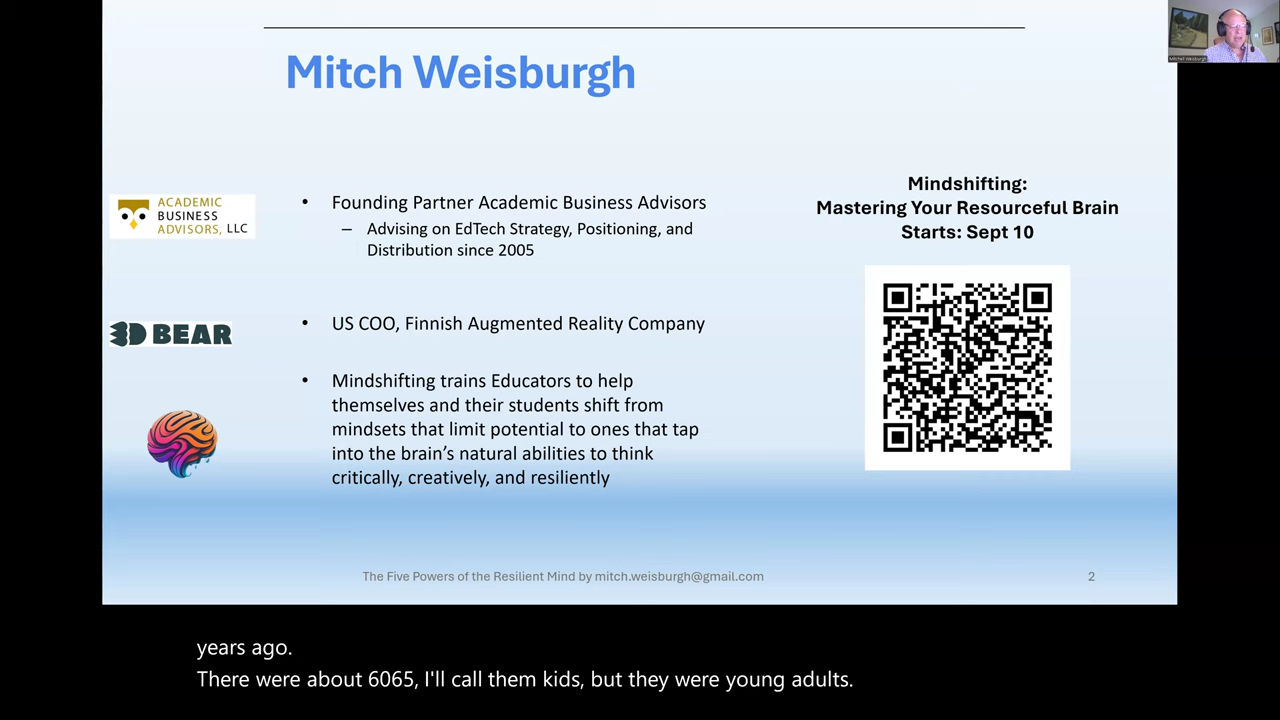 Mitch Weisburgh
Mitchell Weisburgh
ACADEMIC
BUSINESS
ADVISORS, LLC
• Founding Partner Academic Business Advisors
– Advising on EdTech Strategy, Positioning, and
Distribution since 2005
3D BEAR
• US COO, Finnish Augmented Reality Company
• Mindshifting trains Educators to help
themselves and their students shift from
mindsets that limit potential to ones that tap
into the brain’s natural abilities to think
critically, creatively, and resiliently
Mindshifting:
Mastering Your Resourceful Brain
Starts: Sept 10
The Five Powers of the Resilient Mind by mitch.weisburgh@gmail.com
2
years ago.
There were about 6065, I'll call them kids, but they were young adults.